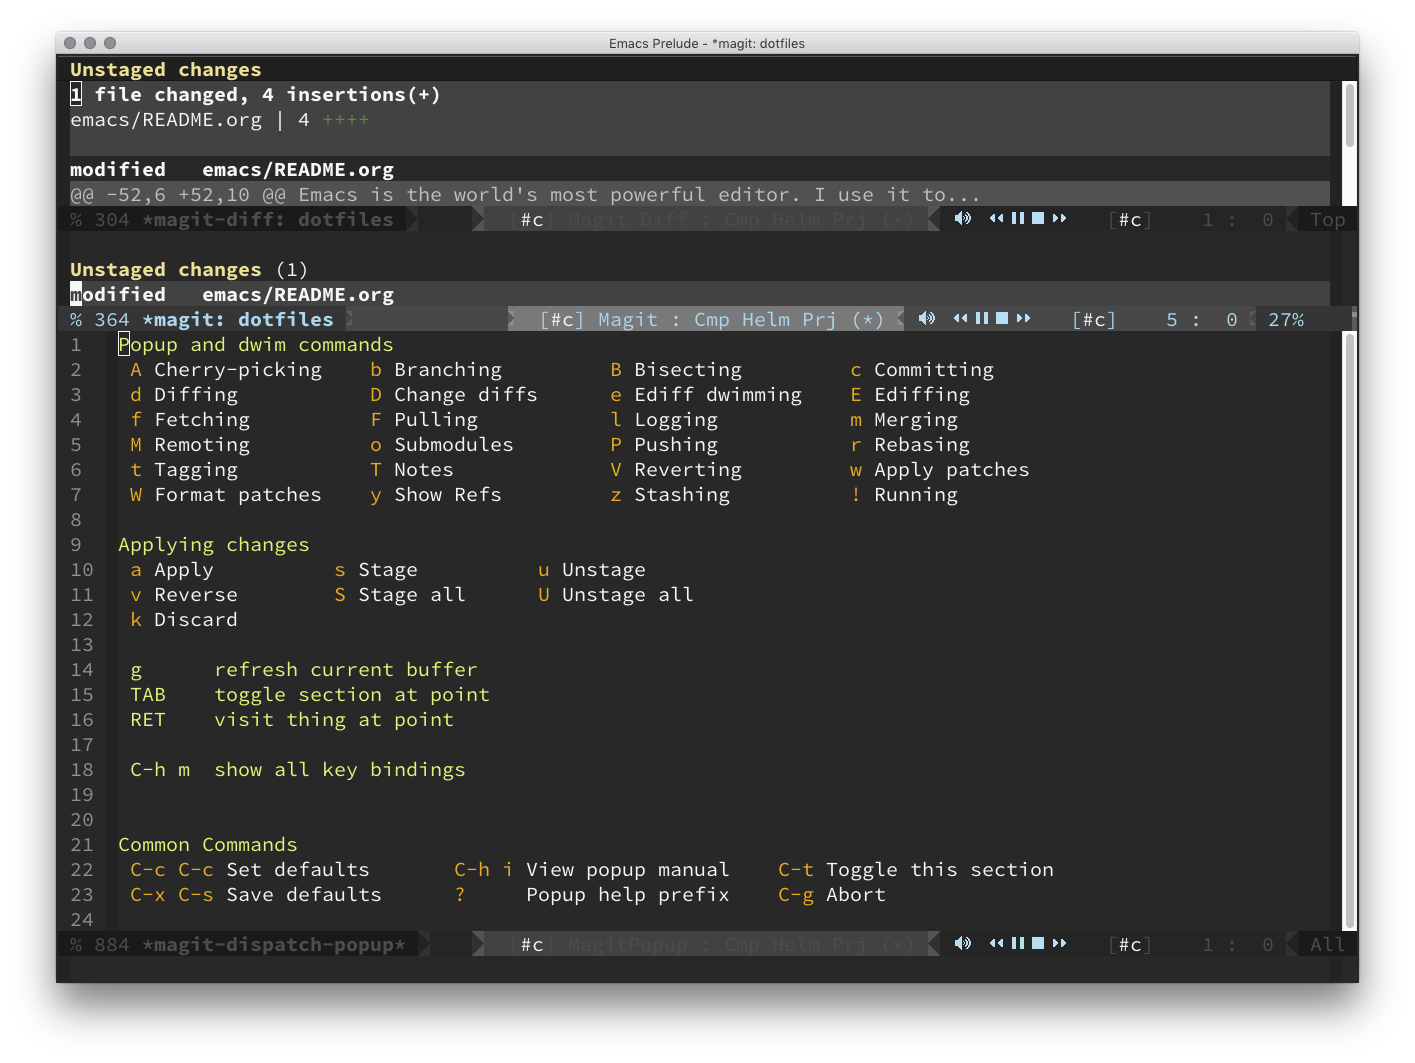 Emacs Prelude - *magit: dotfiles
Unstaged changes
1 file changed, 4 insertions(+)
emacs/README.org | 4 ++++
modified   emacs/README.org
@@ -52,6 +52,10 @@ Emacs is the world's most powerful editor. I use it to...
% 304 *magit-diff: dotfiles [#c] Magit Diff : Cmp Helm Prj (*) [#c] 1 : 0 Top
Unstaged changes (1)
modified   emacs/README.org
% 364 *magit: dotfiles [#c] Magit : Cmp Helm Prj (*) [#c] 5 : 0 27%
1 Popup and dwim commands
2 A Cherry-picking b Branching B Bisecting c Committing
3 d Diffing D Change diffs e Ediff dwimming E Ediffing
4 f Fetching F Pulling l Logging m Merging
5 M Remoting o Submodules P Pushing r Rebasing
6 t Tagging T Notes V Reverting w Apply patches
7 W Format patches y Show Refs z Stashing ! Running
8
9 Applying changes
10 a Apply s Stage u Unstage
11 v Reverse S Stage all U Unstage all
12 k Discard
13
14 g refresh current buffer
15 TAB toggle section at point
16 RET visit thing at point
17
18 C-h m show all key bindings
19
20
21 Common Commands
22 C-c C-c Set defaults C-h i View popup manual C-t Toggle this section
23 C-x C-s Save defaults ? Popup help prefix C-g Abort
24
% 884 *magit-dispatch-popup* [#c] MagitPopup : Cmp Helm Prj (*) [#c] 1 : 0 All